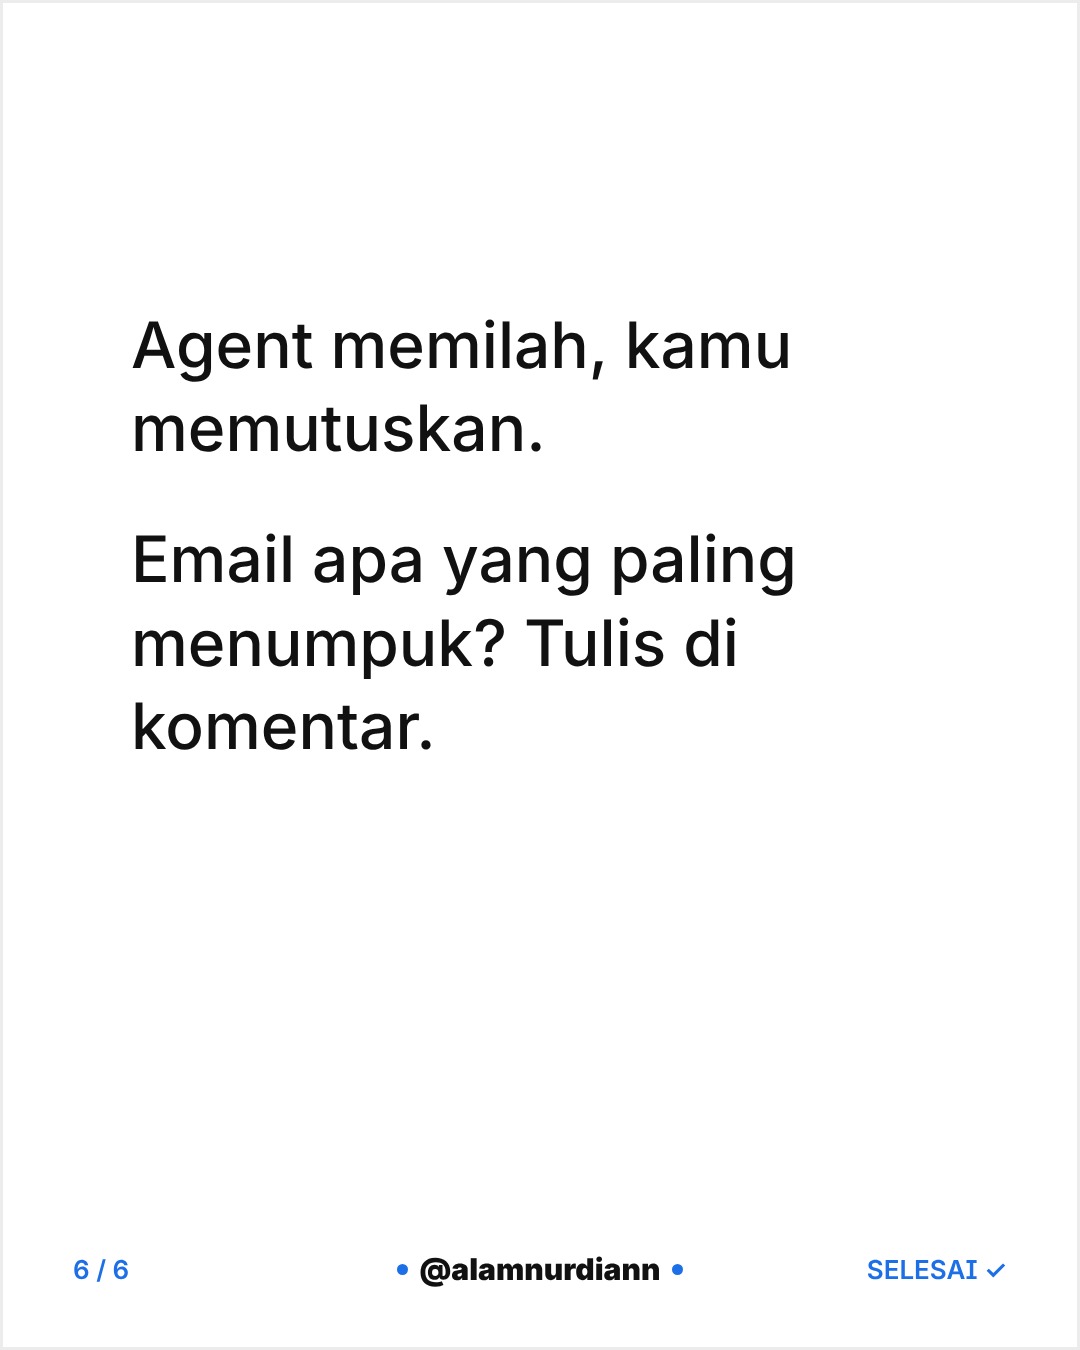 Agent memilah, kamu
memutuskan.
Email apa yang paling
menumpuk? Tulis di
komentar.
6 / 6
• @alamnurdiann •
SELESAI ✓